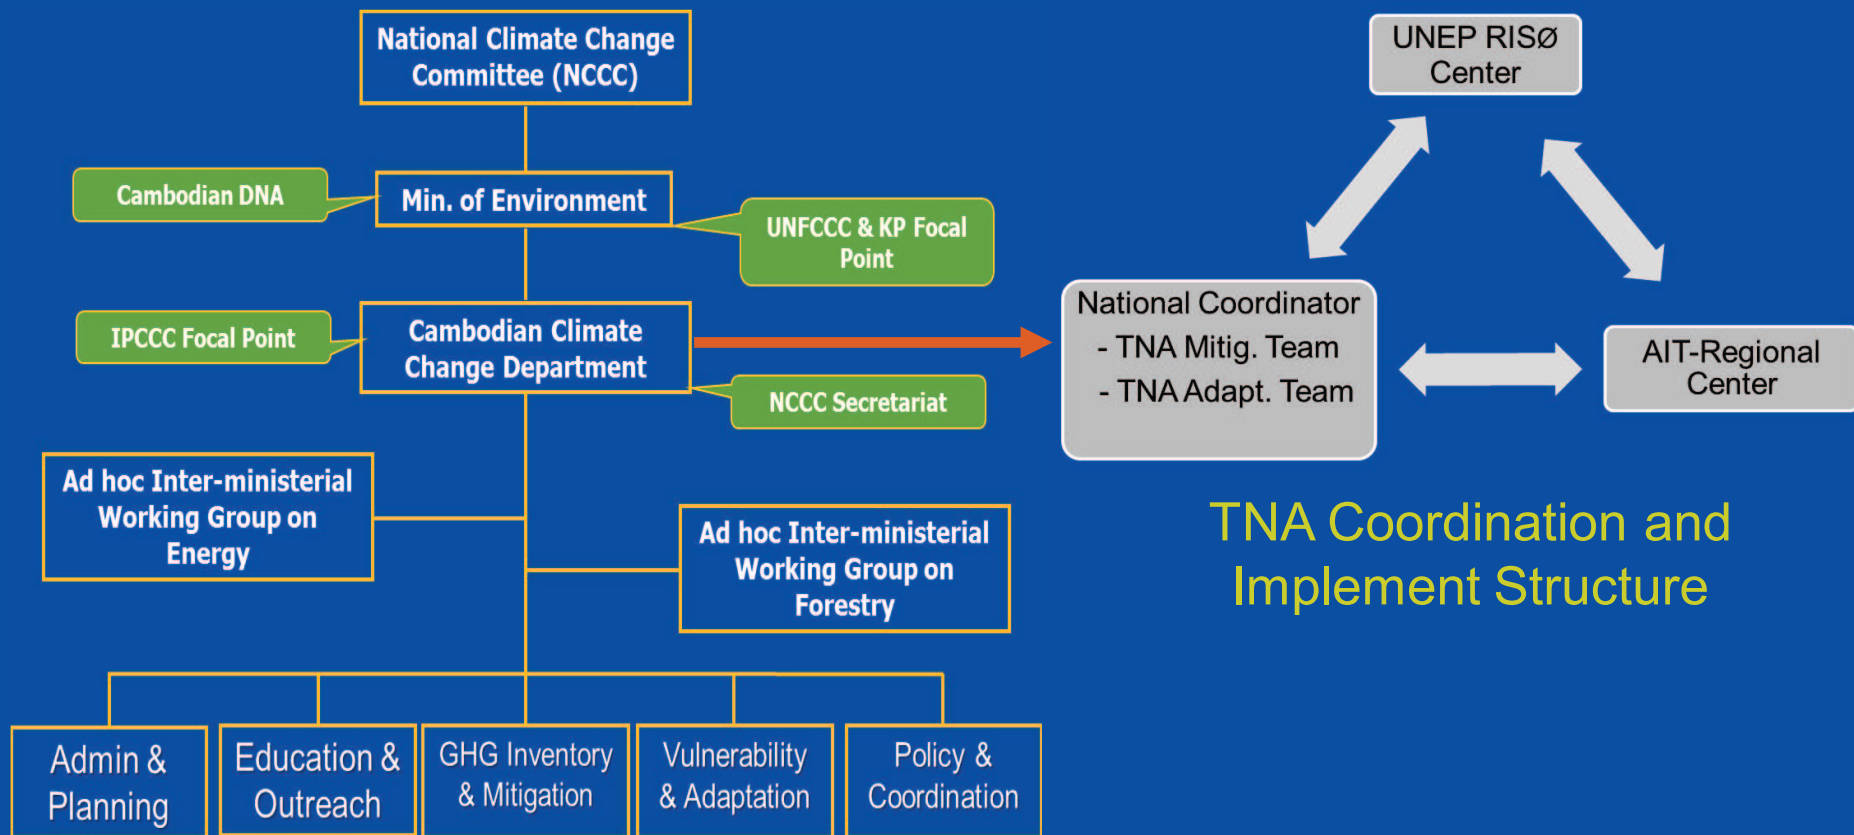 National Climate Change
Committee (NCCC)
UNEP RISØ
Center
Cambodian DNA
Min. of Environment
UNFCCC & KP Focal
Point
IPCCC Focal Point
Cambodian Climate
Change Department
NCCC Secretariat
National Coordinator
- TNA Mitig. Team
- TNA Adapt. Team
AIT-Regional
Center
Ad hoc Inter-ministerial
Working Group on
Energy
Ad hoc Inter-ministerial
Working Group on
Forestry
TNA Coordination and
Implement Structure
Admin &
Planning
Education &
Outreach
GHG Inventory
& Mitigation
Vulnerability
& Adaptation
Policy &
Coordination